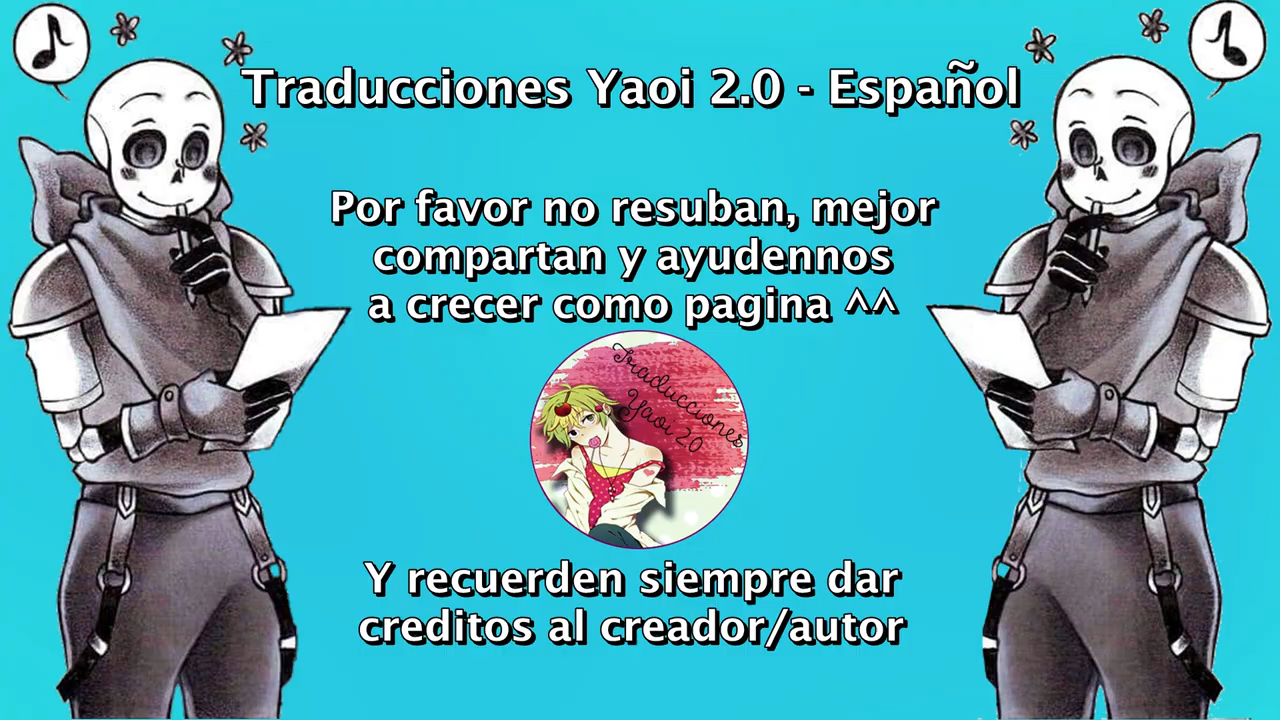 Traducciones Yaoi 2.0 - Español
Por favor no resuban, mejor
compartan y ayudennos
a crecer como pagina ^^
Traducciones
Yaoi 2.0
Y recuerden siempre dar
creditos al creador/autor